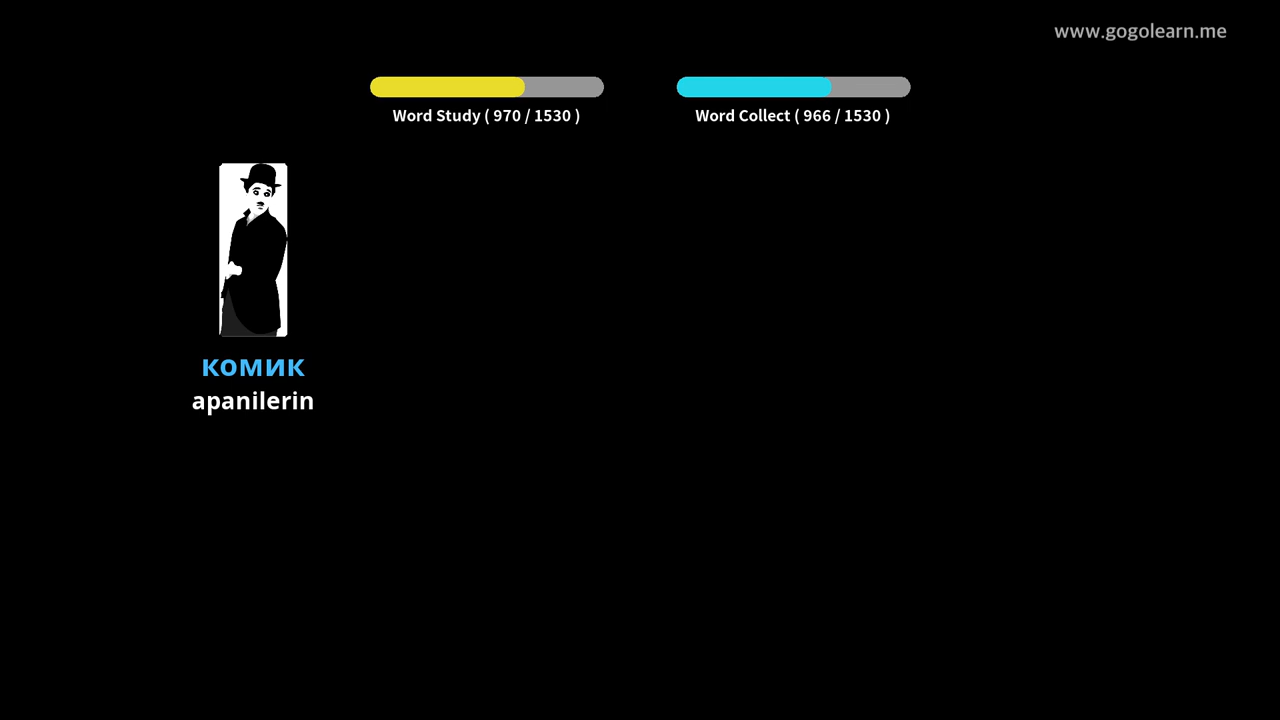 www.gogolearn.me
Word Study ( 970 / 1530 )
Word Collect ( 966 / 1530 )
комик
apanilerin